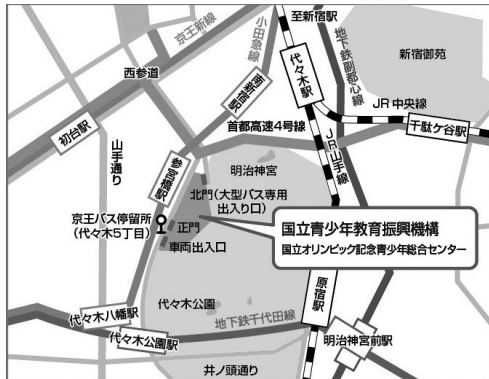 至新宿駅
京王新線
小田急線
地下鉄副都心線
新宿御苑
西参道
代々木駅
南新宿駅
JR中央線
初台駅
山手通り
首都高速4号線
千駄ケ谷駅
JR山手線
参宮橋駅
明治神宮
北門(大型バス専用
出入り口)
京王バス停留所
(代々木5丁目)
正門
車両出入口
国立青少年教育振興機構
国立オリンピック記念青少年総合センター
原宿駅
代々木公園
代々木八幡駅
地下鉄千代田線
代々木公園駅
明治神宮前駅
井ノ頭通り